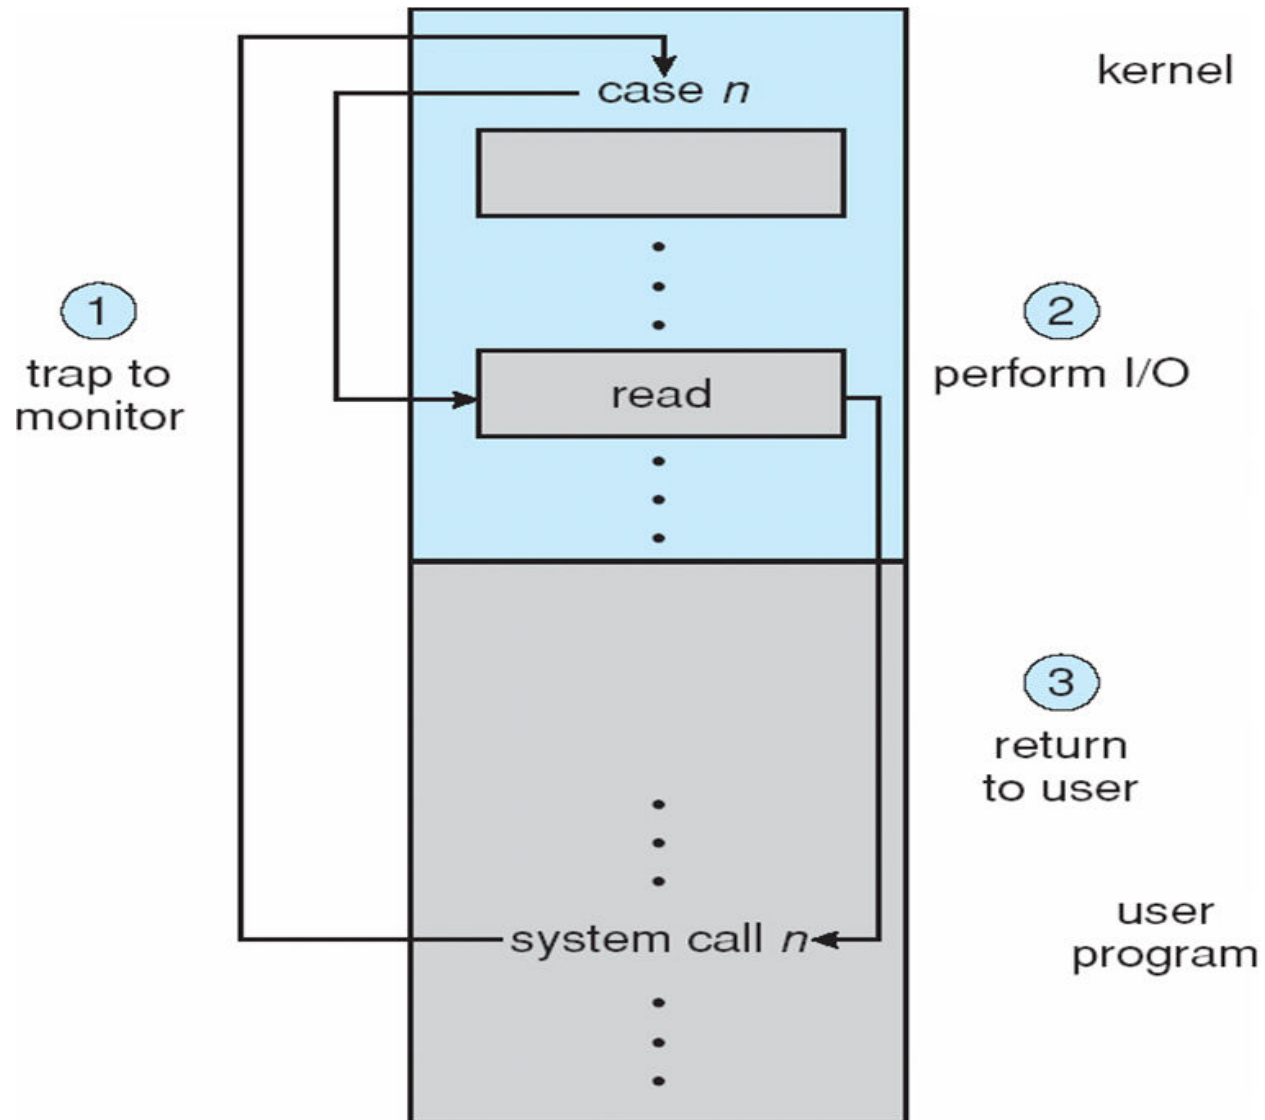 kernel
case n
1
trap to
monitor
2
perform I/O
read
3
return
to user
user
program
system call n